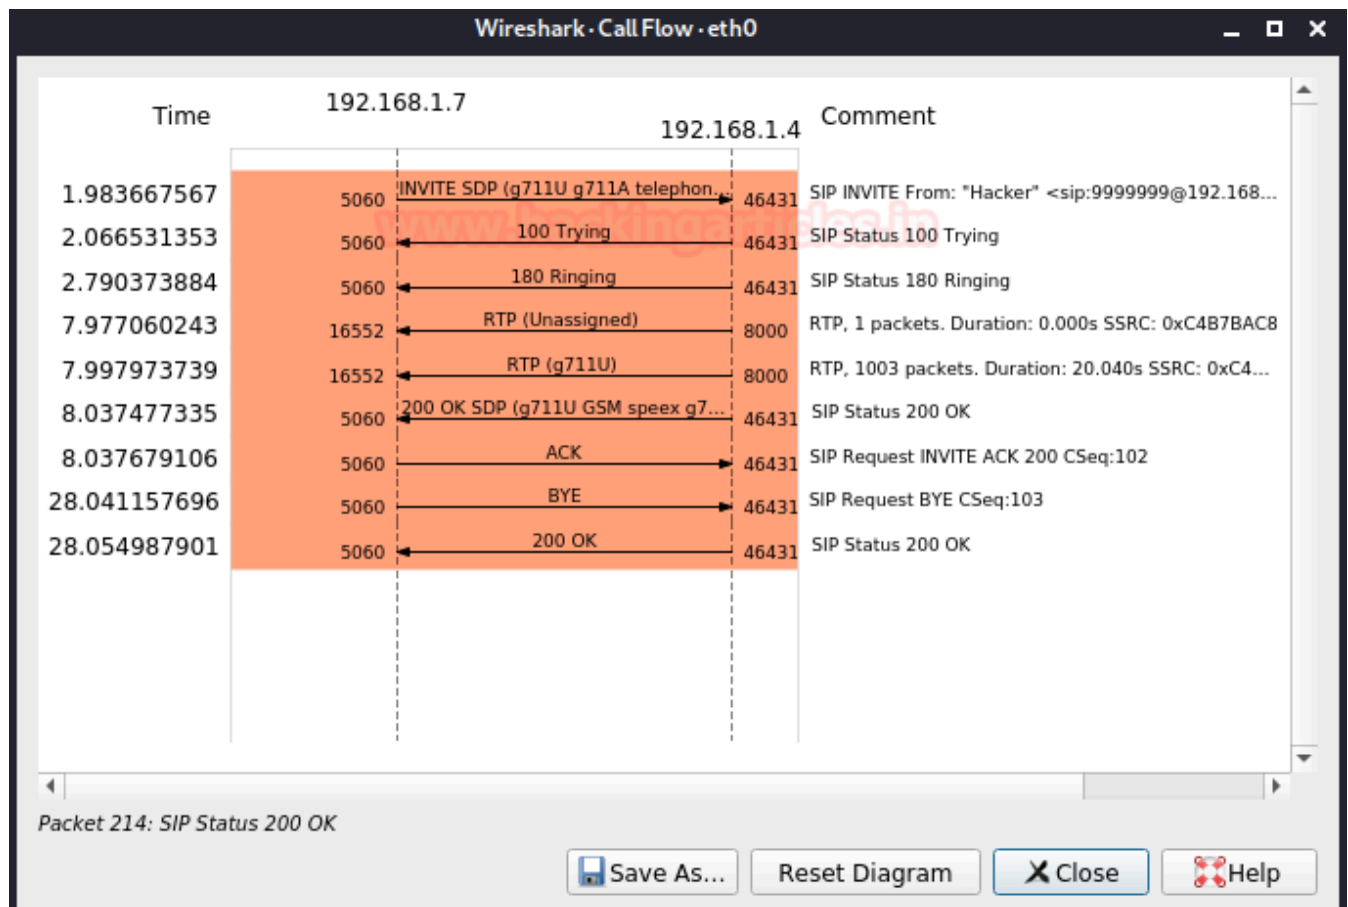 Wireshark · Call Flow · eth0
Time 192.168.1.7 192.168.1.4 Comment
1.983667567 5060 INVITE SDP (g711U g711A telephon... 46431 SIP INVITE From: "Hacker" <sip:9999999@192.168...
www.hackingarticles.in
2.066531353 5060 100 Trying 46431 SIP Status 100 Trying
2.790373884 5060 180 Ringing 46431 SIP Status 180 Ringing
7.977060243 16552 RTP (Unassigned) 8000 RTP, 1 packets. Duration: 0.000s SSRC: 0xC4B7BAC8
7.997973739 16552 RTP (g711U) 8000 RTP, 1003 packets. Duration: 20.040s SSRC: 0xC4...
8.037477335 5060 200 OK SDP (g711U GSM speex g7... 46431 SIP Status 200 OK
8.037679106 5060 ACK 46431 SIP Request INVITE ACK 200 CSeq:102
28.041157696 5060 BYE 46431 SIP Request BYE CSeq:103
28.054987901 5060 200 OK 46431 SIP Status 200 OK
Packet 214: SIP Status 200 OK
Save As... Reset Diagram Close Help